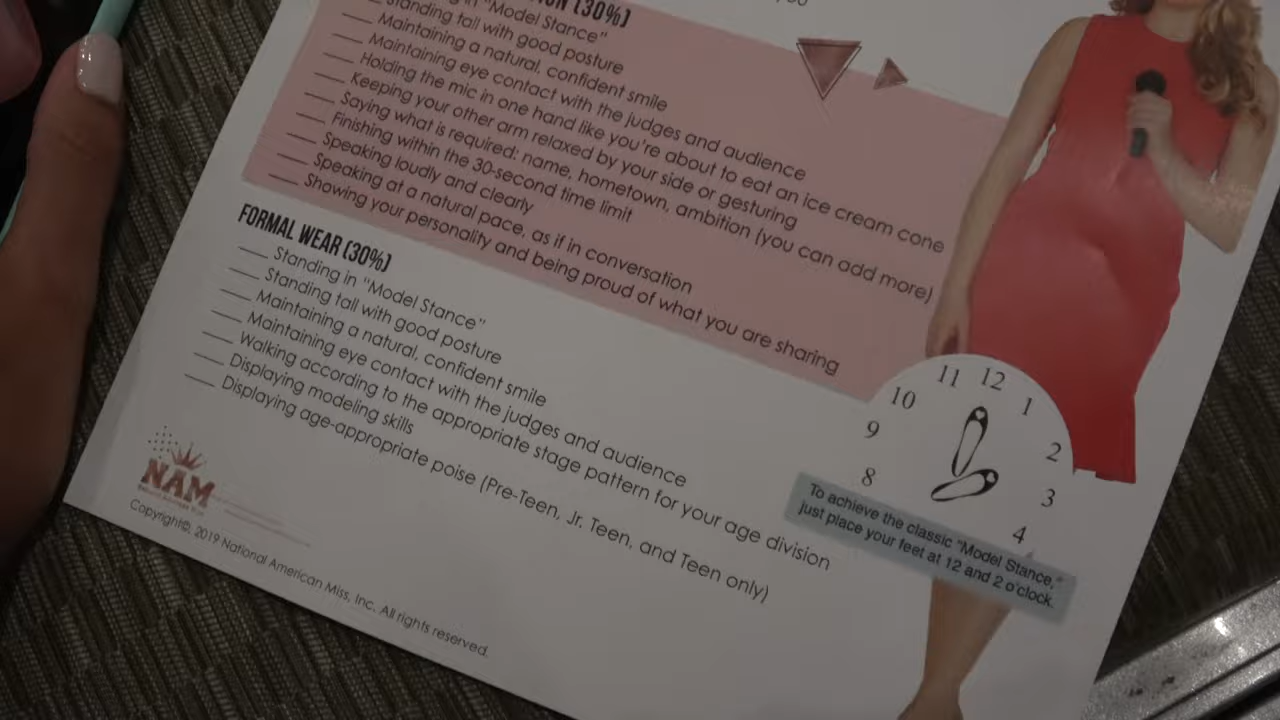 (30%)
in "Model Stance"
Standing tall with good posture
Maintaining a natural, confident smile
Maintaining eye contact with the judges and audience
Holding the mic in one hand like you're about to eat an ice cream cone
Keeping your other arm relaxed by your side or gesturing
Saying what is required: name, hometown, ambition (you can add more)
Finishing within the 30-second time limit
Speaking loudly and clearly
Speaking at a natural pace, as if in conversation
Showing your personality and being proud of what you are sharing
FORMAL WEAR (30%)
Standing in "Model Stance"
Standing tall with good posture
Maintaining a natural, confident smile
Maintaining eye contact with the judges and audience
Walking according to the appropriate stage pattern for your age division
Displaying modeling skills
Displaying age-appropriate poise (Pre-Teen, Jr. Teen, and Teen only)
11 12 1
10 2
9 3
8 4
To achieve the classic "Model Stance,"
just place your feet at 12 and 2 o'clock.
NAM
Copyright©, 2019 National American Miss, Inc. All rights reserved.